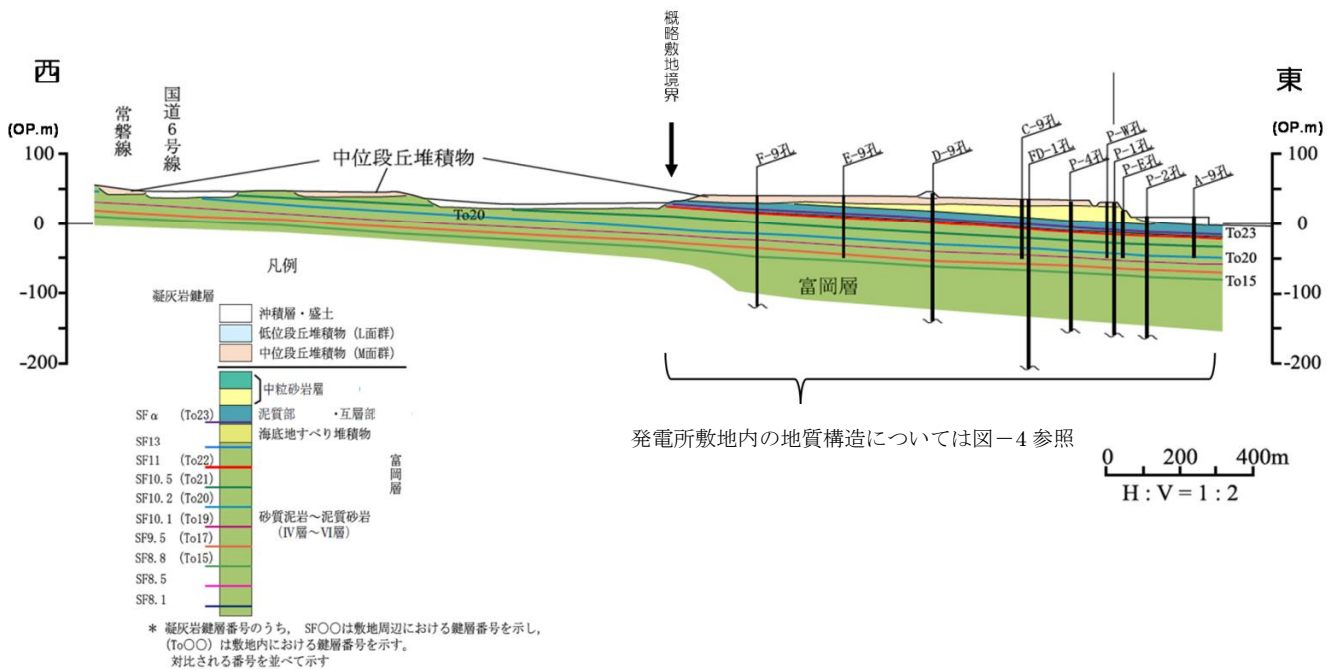 概略敷地境界
西
東
(OP.m)
(OP.m)
常磐線
国道6号線
中位段丘堆積物
F-9孔
E-9孔
D-9孔
C-9孔
FD-1孔
P-4孔
P-W孔
P-1孔
P-E孔
P-2孔
A-9孔
100
0
-100
-200
100
0
-100
-200
To20
To23
To20
To15
富岡層
凡例
凝灰岩鍵層
沖積層・盛土
低位段丘堆積物(L面群)
中位段丘堆積物(M面群)
中粒砂岩層
SFα (To23) 泥質部 ・互層部
海底地すべり堆積物
SF13
SF11 (To22)
SF10.5 (To21)
SF10.2 (To20)
SF10.1 (To19)
SF9.5 (To17)
SF8.8 (To15)
SF8.5
SF8.1
砂質泥岩~泥質砂岩
(Ⅳ層~Ⅵ層)
富岡層
発電所敷地内の地質構造については図-4 参照
0 200 400m
H : V = 1 : 2
* 凝灰岩鍵層番号のうち, SF○○は敷地周辺における鍵層番号を示し,
(To○○)は敷地内における鍵層番号を示す。
対比される番号を並べて示す